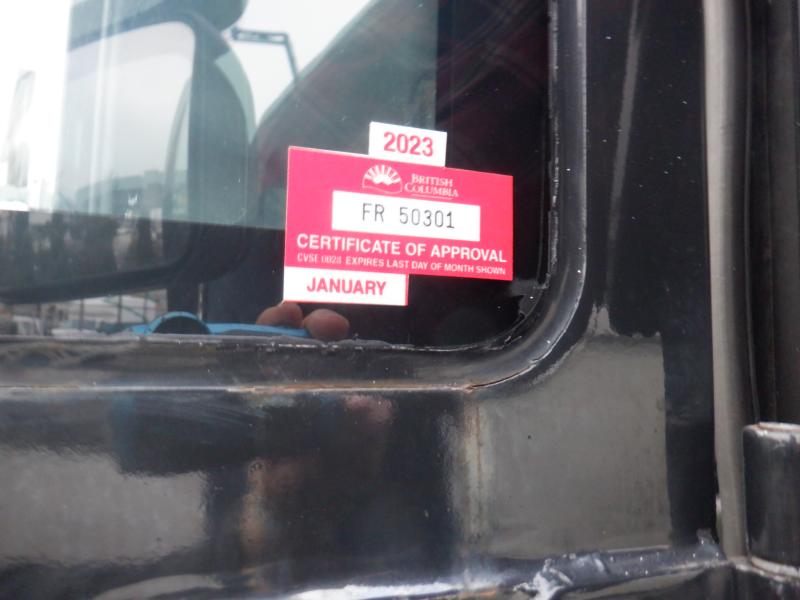 2023
BRITISH
COLUMBIA
FR 50301
CERTIFICATE OF APPROVAL
CVSE 0028 EXPIRES LAST DAY OF MONTH SHOWN
JANUARY